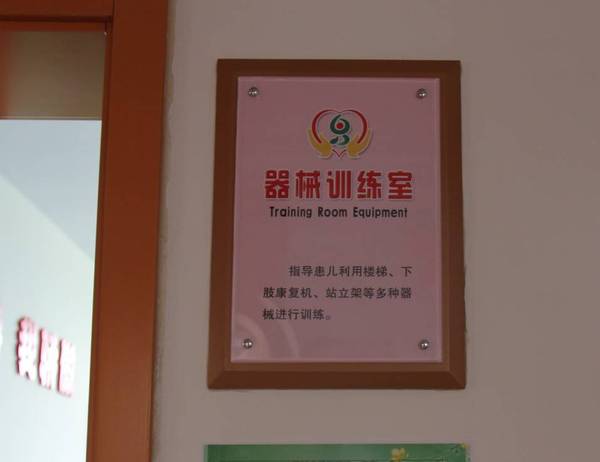 器械训练室
Training Room Equipment
指导患儿利用楼梯、下
肢康复机、站立架等多种器
械进行训练。